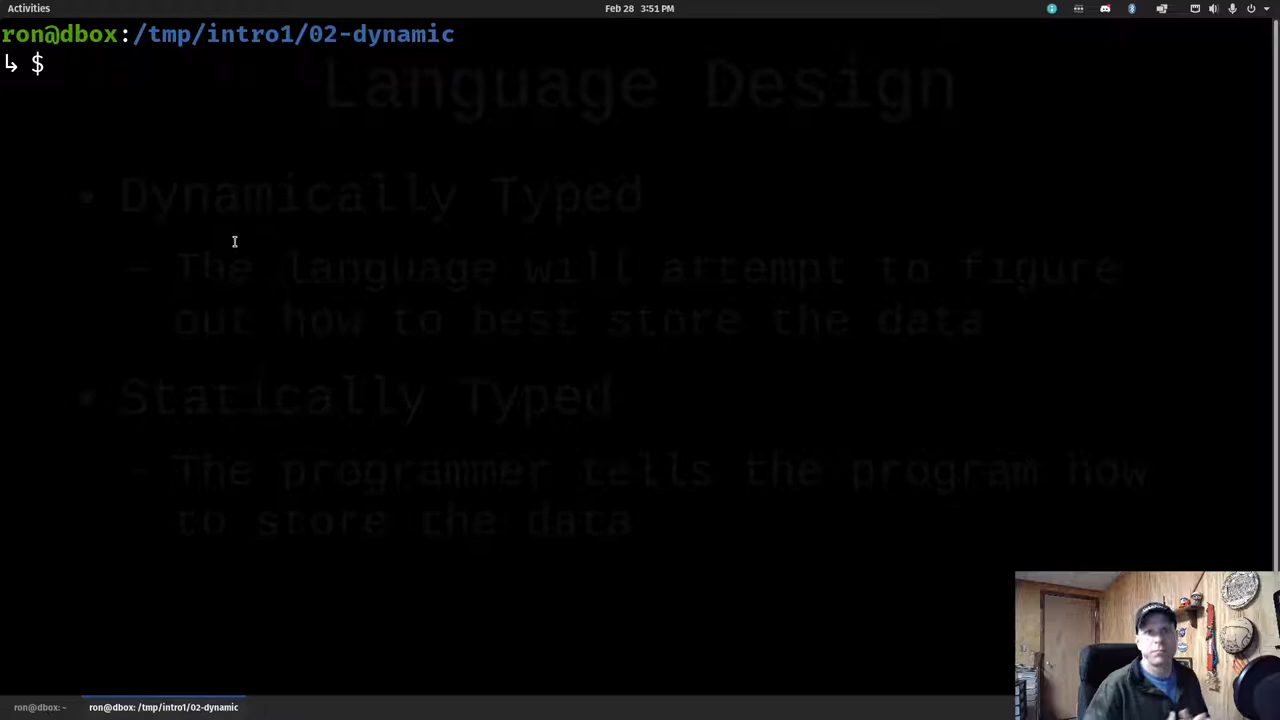 Activities
Feb 28 3:51 PM
ron@dbox:/tmp/intro1/02-dynamic
↳ $
Language Design
• Dynamically Typed
– The language will attempt to figure
out how to best store the data
• Statically Typed
– The programmer tells the program how
to store the data
ron@dbox: ~
ron@dbox: /tmp/intro1/02-dynamic